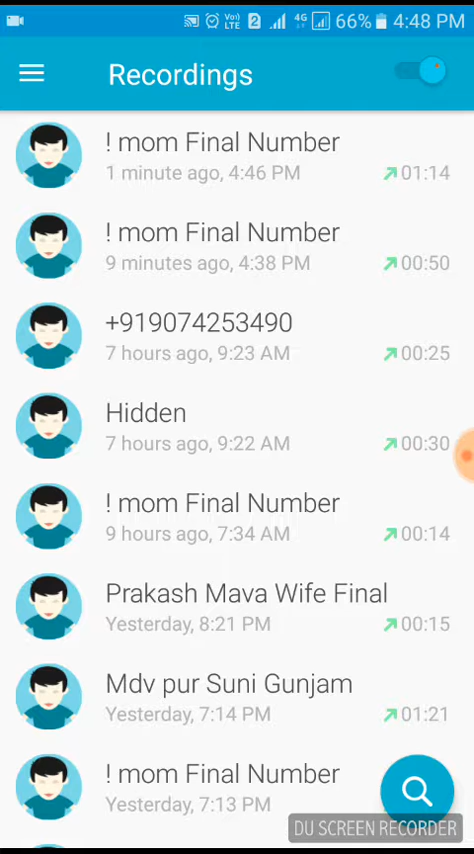 Vo) LTE 2 4G 66% 4:48 PM
Recordings
! mom Final Number
1 minute ago, 4:46 PM 01:14
! mom Final Number
9 minutes ago, 4:38 PM 00:50
+919074253490
7 hours ago, 9:23 AM 00:25
Hidden
7 hours ago, 9:22 AM 00:30
! mom Final Number
9 hours ago, 7:34 AM 00:14
Prakash Mava Wife Final
Yesterday, 8:21 PM 00:15
Mdv pur Suni Gunjam
Yesterday, 7:14 PM 01:21
! mom Final Number
Yesterday, 7:13 PM
DU SCREEN RECORDER